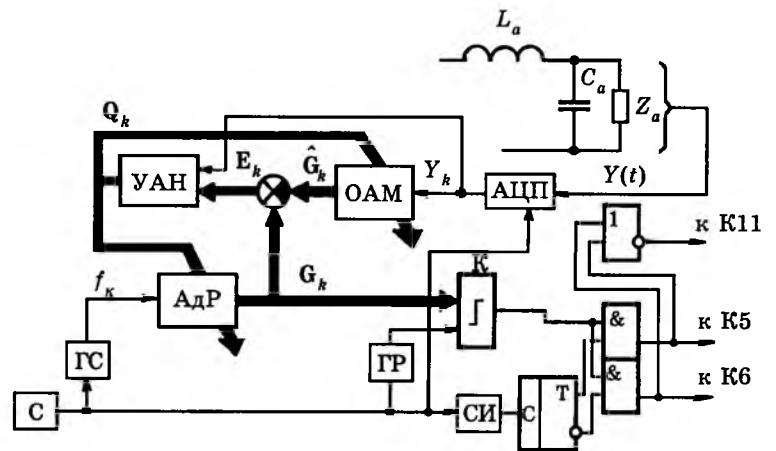 L_a
C_a
Z_a
Q_k
E_k
Ĝ_k
Y_k
Y(t)
УАН
ОАМ
АЦП
1
к К11
f_к
АдР
G_k
К
&
к К5
ГС
ГР
&
к К6
С
СИ
С
Т